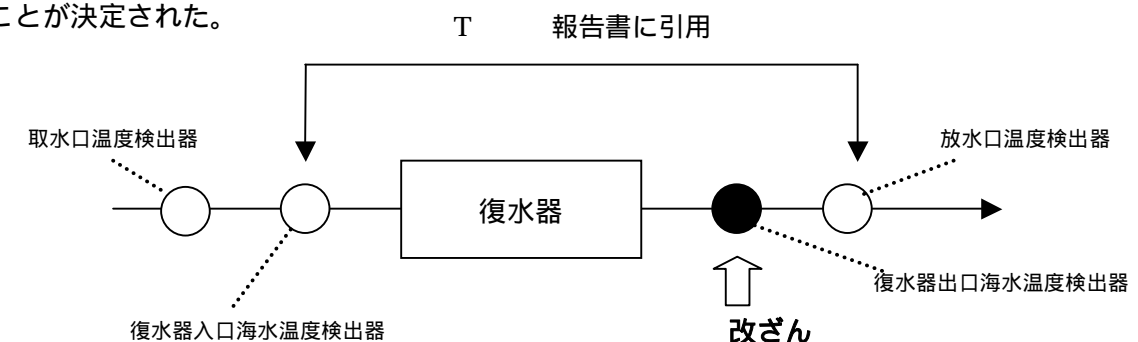 ことが決定された。
T 報告書に引用
取水口温度検出器
放水口温度検出器
復水器
復水器出口海水温度検出器
復水器入口海水温度検出器
改ざん